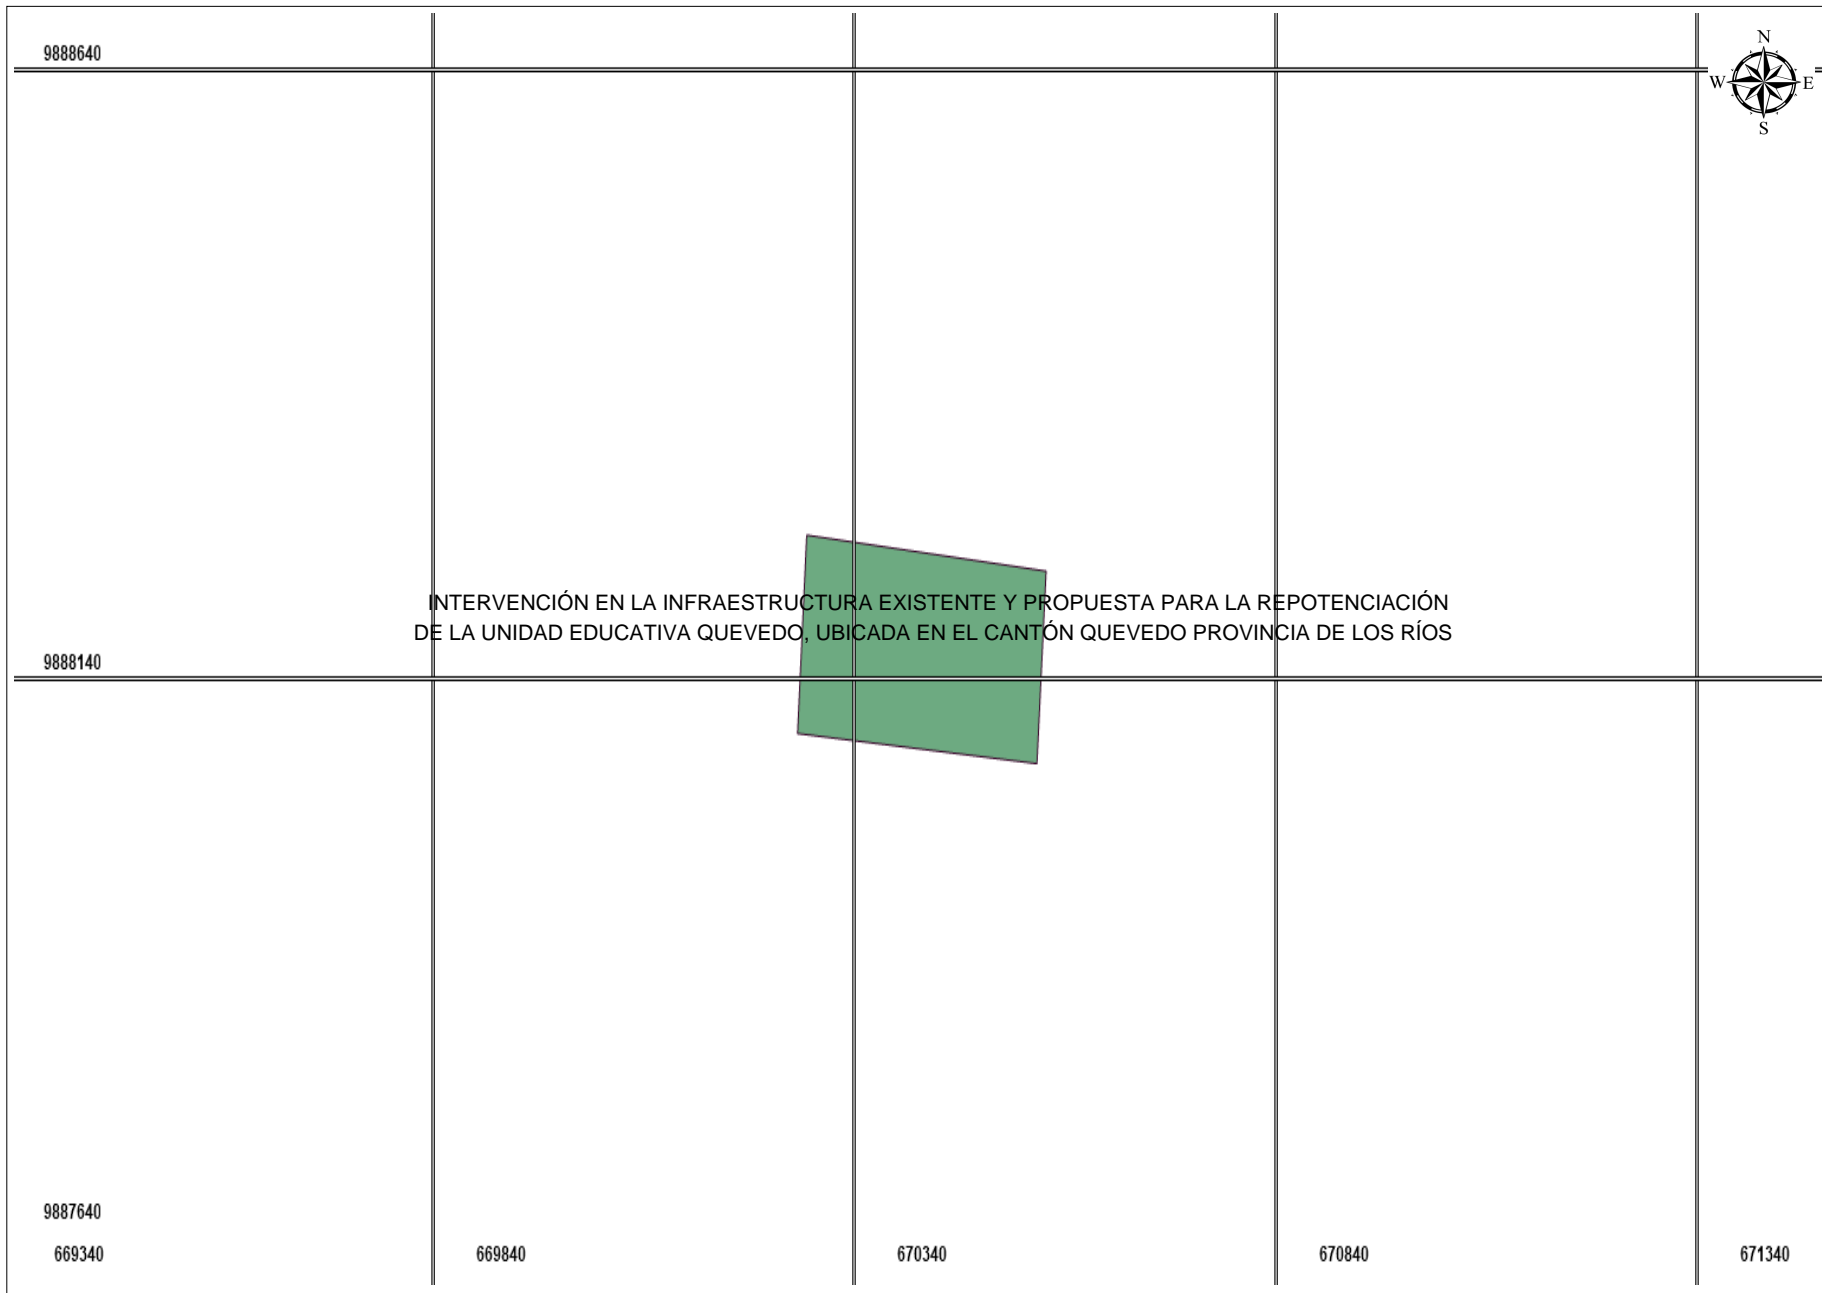 9888640
N
W E
S
INTERVENCIÓN EN LA INFRAESTRUCTURA EXISTENTE Y PROPUESTA PARA LA REPOTENCIACIÓN
DE LA UNIDAD EDUCATIVA QUEVEDO, UBICADA EN EL CANTÓN QUEVEDO PROVINCIA DE LOS RÍOS
9888140
9887640
669340 669840 670340 670840 671340